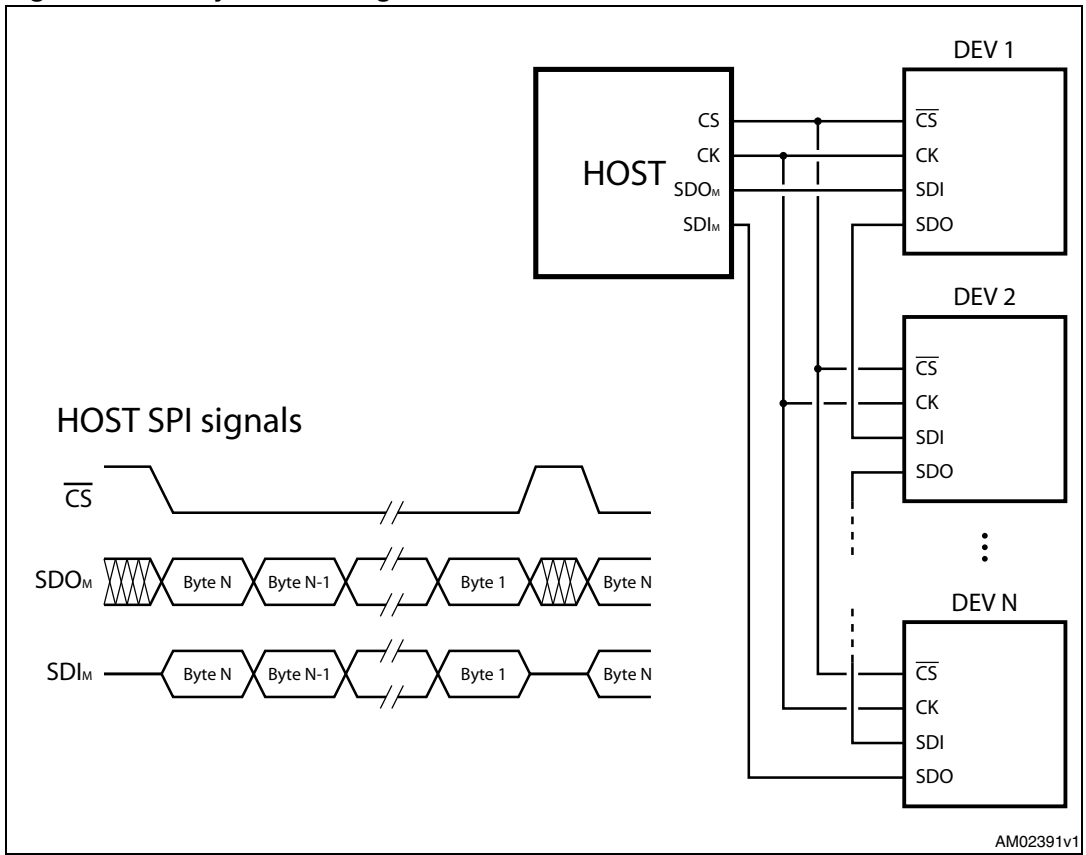 DEV 1
CS
CK
HOST
SDOM
SDIM
CS
CK
SDI
SDO
DEV 2
CS
CK
SDI
SDO
HOST SPI signals
CS
SDOM
Byte N
Byte N-1
Byte 1
Byte N
SDIM
Byte N
Byte N-1
Byte 1
Byte N
DEV N
CS
CK
SDI
SDO
AM02391v1